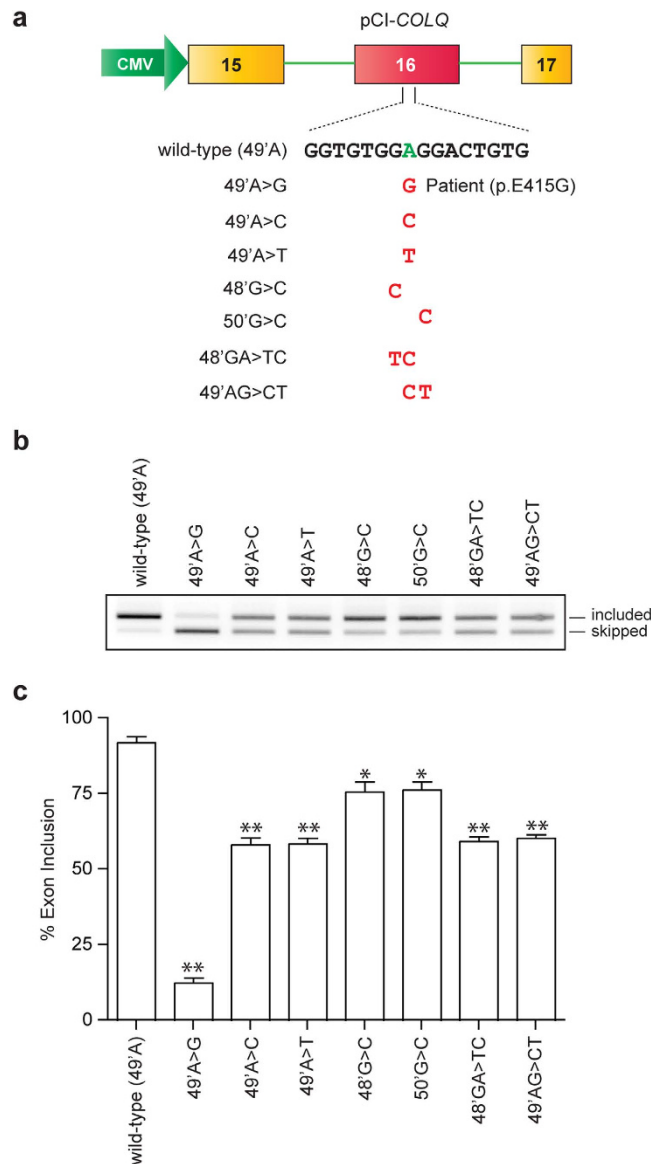 a
pCI-COLQ
CMV 15 16 17
wild-type (49'A) GGTGTGGAGGACTGTG
49'A>G G Patient (p.E415G)
49'A>C C
49'A>T T
48'G>C C
50'G>C C
48'GA>TC TC
49'AG>CT CT
b
wild-type (49'A) 49'A>G 49'A>C 49'A>T 48'G>C 50'G>C 48'GA>TC 49'AG>CT
included
skipped
c
% Exon Inclusion
100
75
50
25
0
** ** ** * * ** **
wild-type (49'A) 49'A>G 49'A>C 49'A>T 48'G>C 50'G>C 48'GA>TC 49'AG>CT